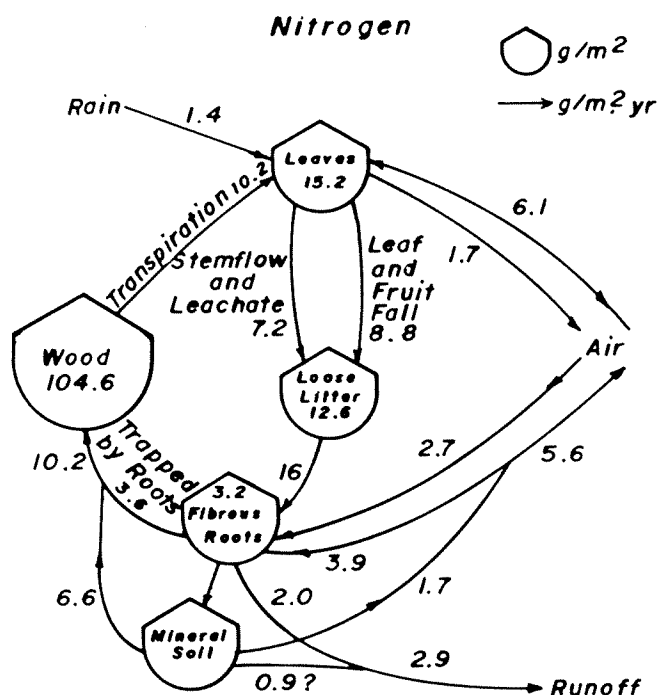 Nitrogen
g/m²
g/m² yr
Rain
1.4
Leaves
15.2
Transpiration 10.2
6.1
1.7
Stemflow
and
Leachate
7.2
Leaf
and
Fruit
Fall
8.8
Air
Wood
104.6
Loose
Litter
12.6
Trapped
by Roots
3.6
10.2
16
2.7
5.6
3.2
Fibrous
Roots
3.9
6.6
2.0
1.7
Mineral
Soil
0.9?
2.9
Runoff